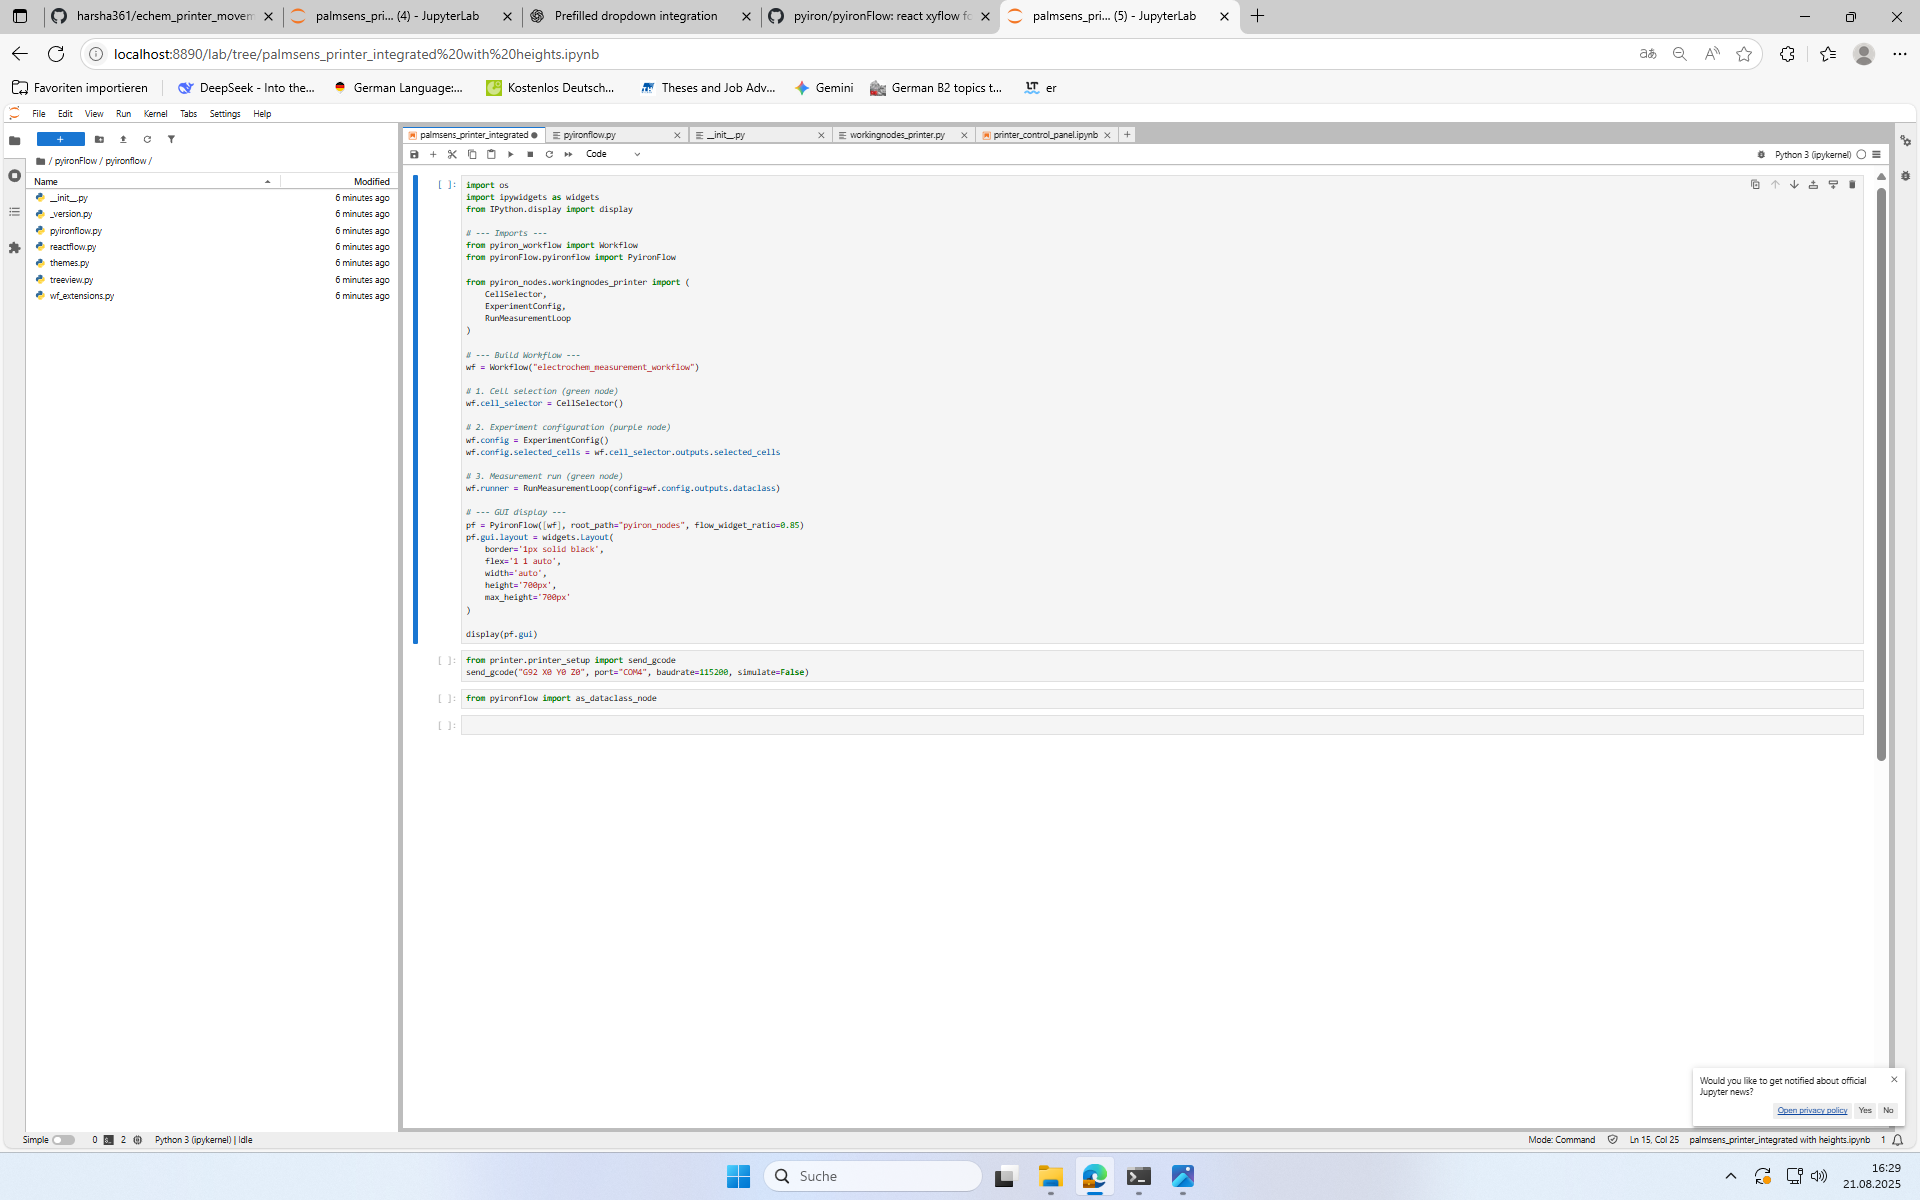 harsha361/echem_printer_movem
palmsens_pri... (4) - JupyterLab
Prefilled dropdown integration
pyiron/pyironFlow: react xyflow fo
palmsens_pri... (5) - JupyterLab
localhost:8890/lab/tree/palmsens_printer_integrated%20with%20heights.ipynb
Favoriten importieren
DeepSeek - Into the...
German Language:...
Kostenlos Deutsch...
Theses and Job Adv...
Gemini
German B2 topics t...
er
File Edit View Run Kernel Tabs Settings Help
/ pyironFlow / pyironflow /
Name Modified
__init__.py 6 minutes ago
_version.py 6 minutes ago
pyironflow.py 6 minutes ago
reactflow.py 6 minutes ago
themes.py 6 minutes ago
treeview.py 6 minutes ago
wf_extensions.py 6 minutes ago
palmsens_printer_integrated
pyironflow.py
__init__.py
workingnodes_printer.py
printer_control_panel.ipynb
Code
Python 3 (ipykernel)
[ ]:
import os
import ipywidgets as widgets
from IPython.display import display
# --- Imports ---
from pyiron_workflow import Workflow
from pyironFlow.pyironflow import PyironFlow
from pyiron_nodes.workingnodes_printer import (
CellSelector,
ExperimentConfig,
RunMeasurementLoop
)
# --- Build Workflow ---
wf = Workflow("electrochem_measurement_workflow")
# 1. Cell selection (green node)
wf.cell_selector = CellSelector()
# 2. Experiment configuration (purple node)
wf.config = ExperimentConfig()
wf.config.selected_cells = wf.cell_selector.outputs.selected_cells
# 3. Measurement run (green node)
wf.runner = RunMeasurementLoop(config=wf.config.outputs.dataclass)
# --- GUI display ---
pf = PyironFlow([wf], root_path="pyiron_nodes", flow_widget_ratio=0.85)
pf.gui.layout = widgets.Layout(
border='1px solid black',
flex='1 1 auto',
width='auto',
height='700px',
max_height='700px'
)
display(pf.gui)
[ ]:
from printer.printer_setup import send_gcode
send_gcode("G92 X0 Y0 Z0", port="COM4", baudrate=115200, simulate=False)
[ ]:
from pyironflow import as_dataclass_node
[ ]:
Would you like to get notified about official
Jupyter news?
Open privacy policy Yes No
Simple 0 2 Python 3 (ipykernel) | Idle
Mode: Command Ln 15, Col 25 palmsens_printer_integrated with heights.ipynb 1
Suche
16:29
21.08.2025